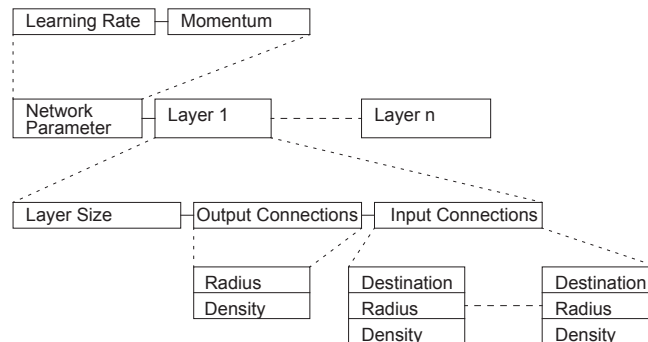 Learning Rate
Momentum
Network
Parameter
Layer 1
Layer n
Layer Size
Output Connections
Input Connections
Radius
Density
Destination
Radius
Density
Destination
Radius
Density